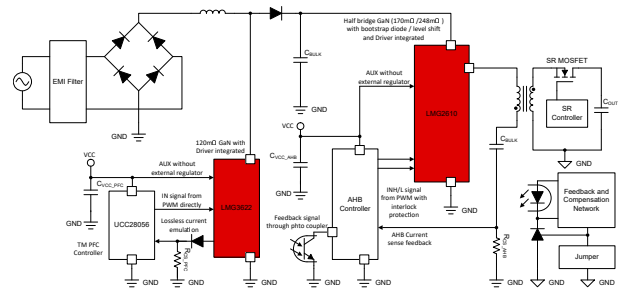 Half bridge GaN (170mΩ /248mΩ )
with bootstrap diode / level shift
and Driver integrated
EMI Filter
CBULK
GND
SR MOSFET
COUT
SR
Controller
GND
GND
AUX without
external regulator
LMG2610
VCC
CVCC_AHB
GND
120mΩ GaN with
Driver integrated
VCC
AUX without
external regulator
CVCC_PFC
IN signal from
PWM directly
LMG3622
UCC28056
TM PFC
Controller
Lossless current
emulation
RCS_PFC
GND
GND
GND
GND
Feedback signal
through phto coupler
AHB
Controller
INH/L signal
from PWM with
interlock
protection
AHB Current
sense feedback
CBULK
RCS_AHB
GND
GND
GND
GND
GND
Feedback and
Compensation
Network
Jumper
GND
GND